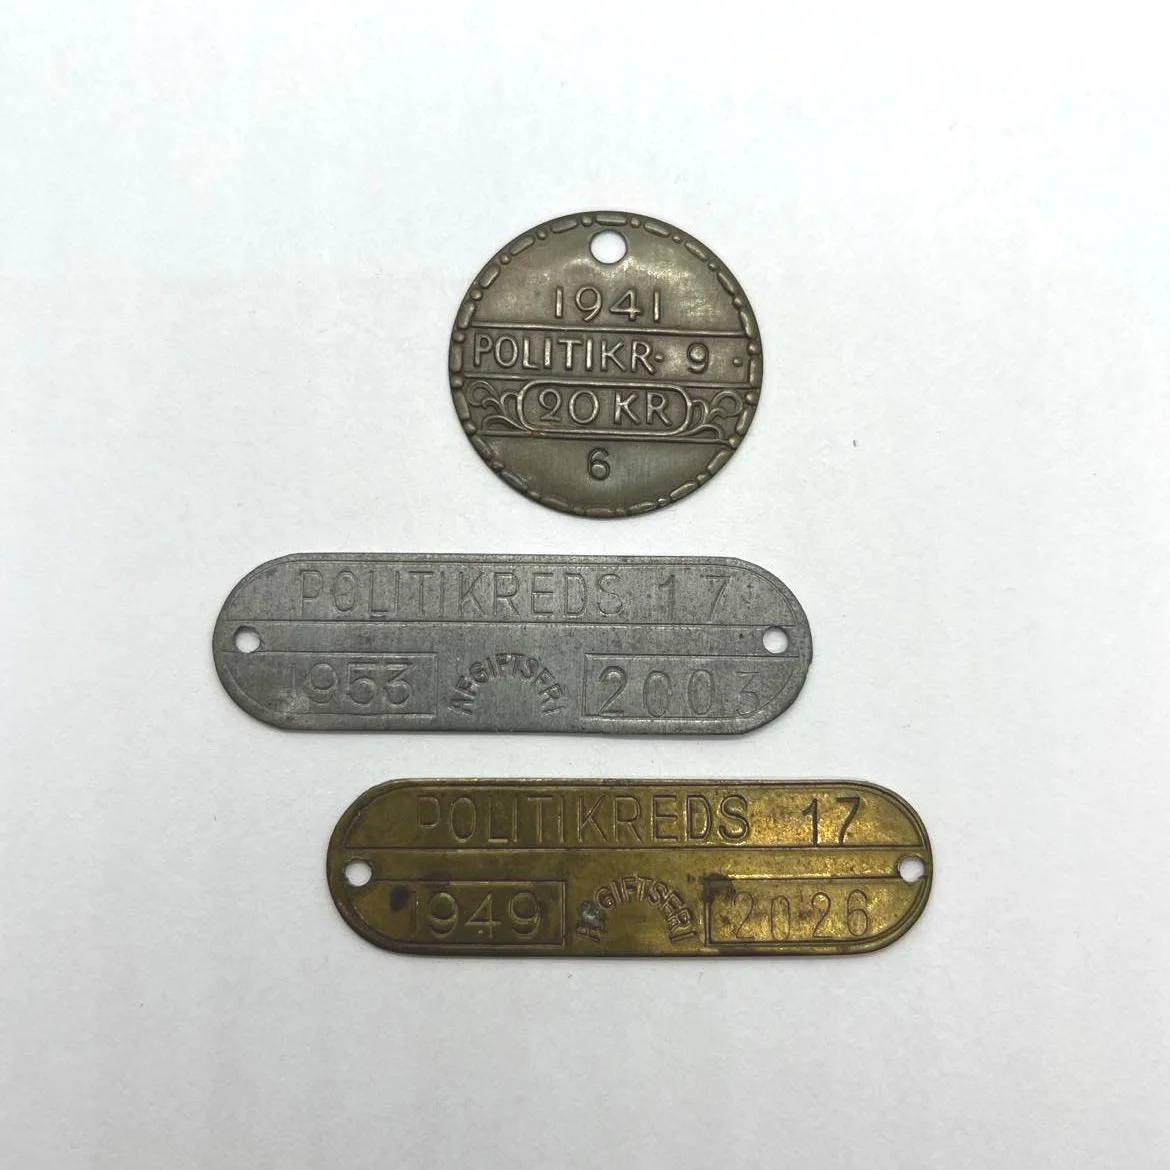 1941
POLITIKR· 9 ·
20 KR
6
POLITIKREDS 17
1953 AFGIFTSFRI 2003
POLITIKREDS 17
1949 AFGIFTSFRI 2026